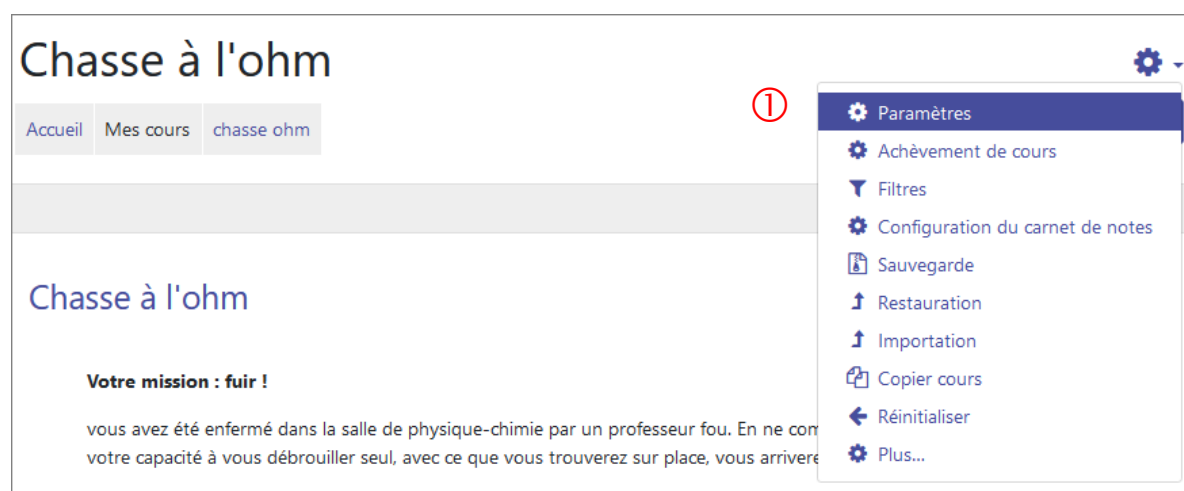 Chasse à l'ohm
Accueil Mes cours chasse ohm
①
Paramètres
Achèvement de cours
Filtres
Configuration du carnet de notes
Sauvegarde
Restauration
Importation
Copier cours
Réinitialiser
Plus...
Chasse à l'ohm
Votre mission : fuir !
vous avez été enfermé dans la salle de physique-chimie par un professeur fou. En ne com
votre capacité à vous débrouiller seul, avec ce que vous trouverez sur place, vous arrivere